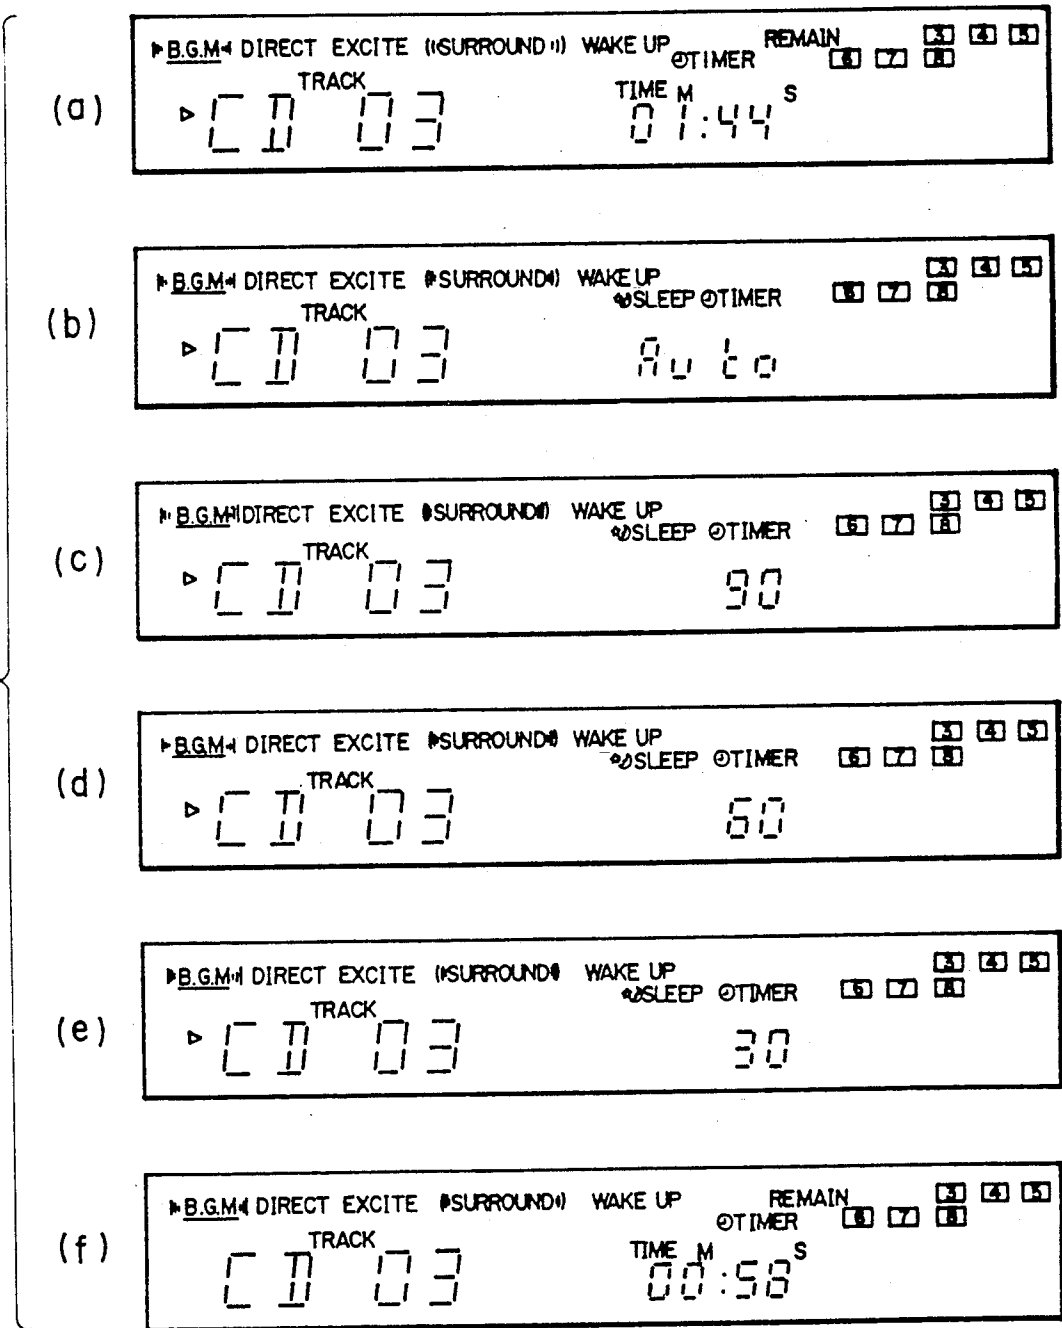 (a)
B.G.M DIRECT EXCITE ((SURROUND)) WAKE UP REMAIN 3 4 5
TIMER 6 7 8
TRACK TIME M S
CD 03 01:44
(b)
B.G.M DIRECT EXCITE SURROUND WAKE UP 3 4 5
SLEEP TIMER 6 7 8
TRACK
CD 03 Auto
(c)
B.G.M DIRECT EXCITE SURROUND WAKE UP 3 4 5
SLEEP TIMER 6 7 8
TRACK
CD 03 90
(d)
B.G.M DIRECT EXCITE SURROUND WAKE UP 3 4 5
SLEEP TIMER 6 7 8
TRACK
CD 03 60
(e)
B.G.M DIRECT EXCITE SURROUND WAKE UP 3 4 5
SLEEP TIMER 6 7 8
TRACK
CD 03 30
(f)
B.G.M DIRECT EXCITE SURROUND WAKE UP REMAIN 3 4 5
TIMER 6 7 8
TRACK TIME M S
CD 03 00:58